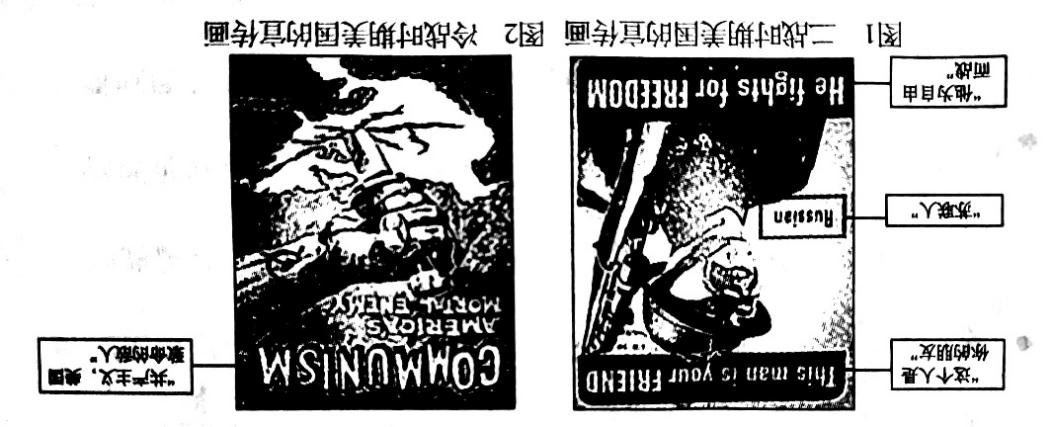 “这个人是
你的朋友”
This man is your FRIEND
“苏联人”
Russian
“他为自由
而战”
He fights for FREEDOM
图1 二战时期美国的宣传画
COMMUNISM
AMERICA'S
MORTAL ENEMY
“共产主义，美国
致命的敌人”
图2 冷战时期美国的宣传画